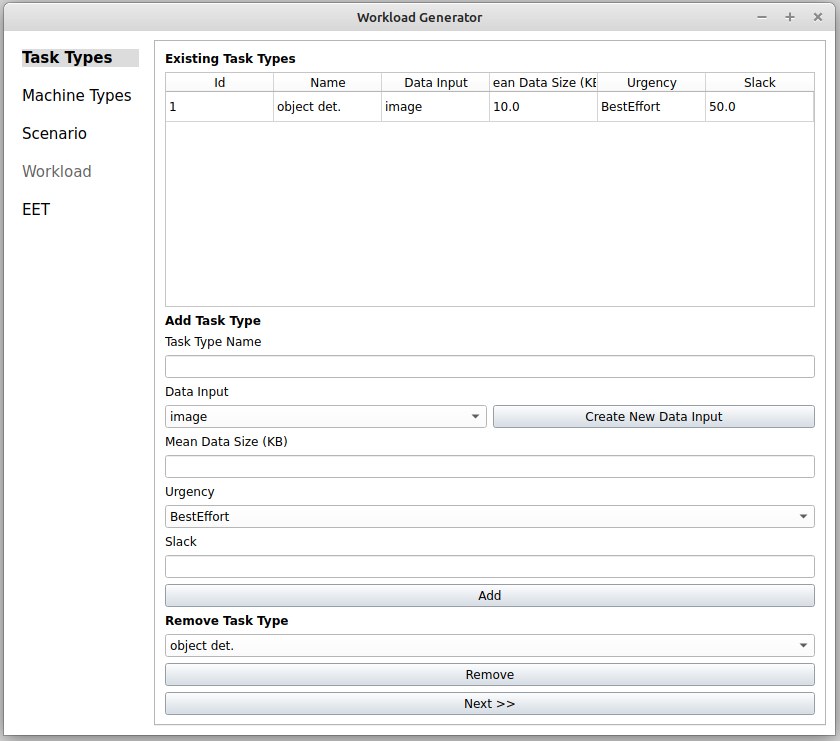 Workload Generator
Task Types
Machine Types
Scenario
Workload
EET
Existing Task Types
Id Name Data Input ean Data Size (KE Urgency Slack
1 object det. image 10.0 BestEffort 50.0
Add Task Type
Task Type Name
Data Input
image Create New Data Input
Mean Data Size (KB)
Urgency
BestEffort
Slack
Add
Remove Task Type
object det.
Remove
Next >>